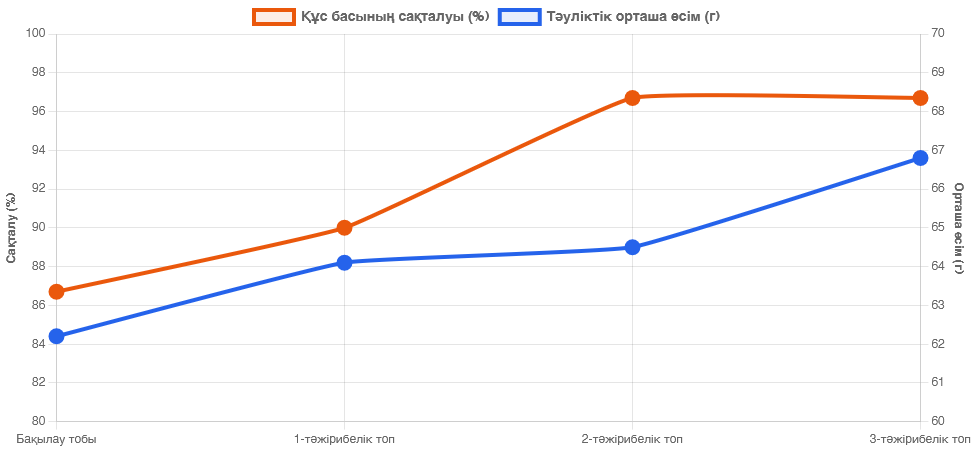 Құс басының сақталуы (%) Тәуліктік орташа өсім (г)
100 70
98 69
96 68
94 67
92 66
90 65
88 64
86 63
84 62
82 61
80 60
Сақталу (%)
Орташа өсім (г)
Бақылау тобы 1-тәжірибелік топ 2-тәжірибелік топ 3-тәжірибелік топ